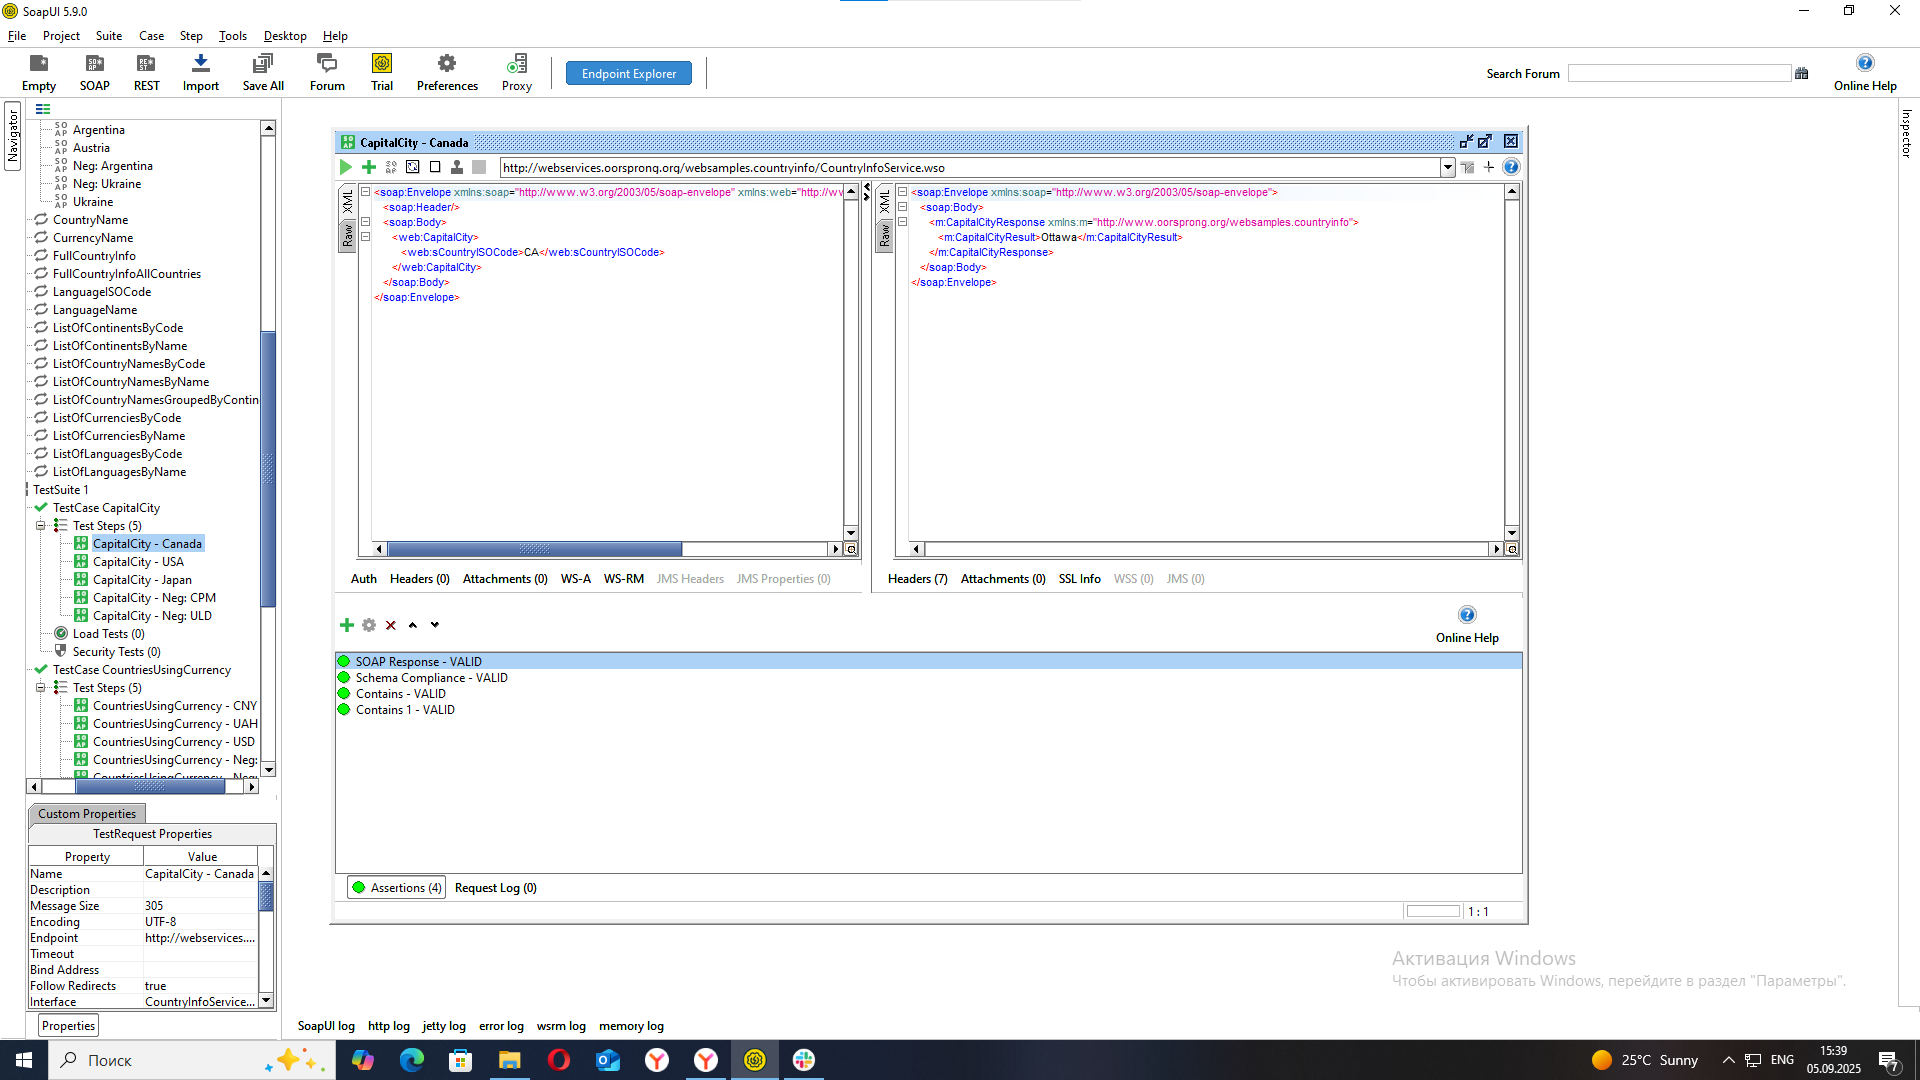 SoapUI 5.9.0
File Project Suite Case Step Tools Desktop Help
Empty SOAP REST Import Save All Forum Trial Preferences Proxy Endpoint Explorer Search Forum Online Help
Navigator
Inspector
Argentina
Austria
Neg: Argentina
Neg: Ukraine
Ukraine
CountryName
CurrencyName
FullCountryInfo
FullCountryInfoAllCountries
LanguageISOCode
LanguageName
ListOfContinentsByCode
ListOfContinentsByName
ListOfCountryNamesByCode
ListOfCountryNamesByName
ListOfCountryNamesGroupedByContin
ListOfCurrenciesByCode
ListOfCurrenciesByName
ListOfLanguagesByCode
ListOfLanguagesByName
TestSuite 1
TestCase CapitalCity
Test Steps (5)
CapitalCity - Canada
CapitalCity - USA
CapitalCity - Japan
CapitalCity - Neg: CPM
CapitalCity - Neg: ULD
Load Tests (0)
Security Tests (0)
TestCase CountriesUsingCurrency
Test Steps (5)
CountriesUsingCurrency - CNY
CountriesUsingCurrency - UAH
CountriesUsingCurrency - USD
CountriesUsingCurrency - Neg:
CountriesUsingCurrency - Neg:
Custom Properties
TestRequest Properties
Property Value
Name CapitalCity - Canada
Description
Message Size 305
Encoding UTF-8
Endpoint http://webservices....
Timeout
Bind Address
Follow Redirects true
Interface CountryInfoService...
Properties
CapitalCity - Canada
http://webservices.oorsprong.org/websamples.countryinfo/CountryInfoService.wso
XML
Raw
<soap:Envelope xmlns:soap="http://www.w3.org/2003/05/soap-envelope" xmlns:web="http://ww
<soap:Header/>
<soap:Body>
<web:CapitalCity>
<web:sCountryISOCode>CA</web:sCountryISOCode>
</web:CapitalCity>
</soap:Body>
</soap:Envelope>
XML
Raw
<soap:Envelope xmlns:soap="http://www.w3.org/2003/05/soap-envelope">
<soap:Body>
<m:CapitalCityResponse xmlns:m="http://www.oorsprong.org/websamples.countryinfo">
<m:CapitalCityResult>Ottawa</m:CapitalCityResult>
</m:CapitalCityResponse>
</soap:Body>
</soap:Envelope>
Auth Headers (0) Attachments (0) WS-A WS-RM JMS Headers JMS Properties (0)
Headers (7) Attachments (0) SSL Info WSS (0) JMS (0)
Online Help
SOAP Response - VALID
Schema Compliance - VALID
Contains - VALID
Contains 1 - VALID
Assertions (4) Request Log (0)
1 : 1
Активация Windows
Чтобы активировать Windows, перейдите в раздел "Параметры".
SoapUI log http log jetty log error log wsrm log memory log
Поиск
25°C Sunny
ENG
15:39
05.09.2025
7